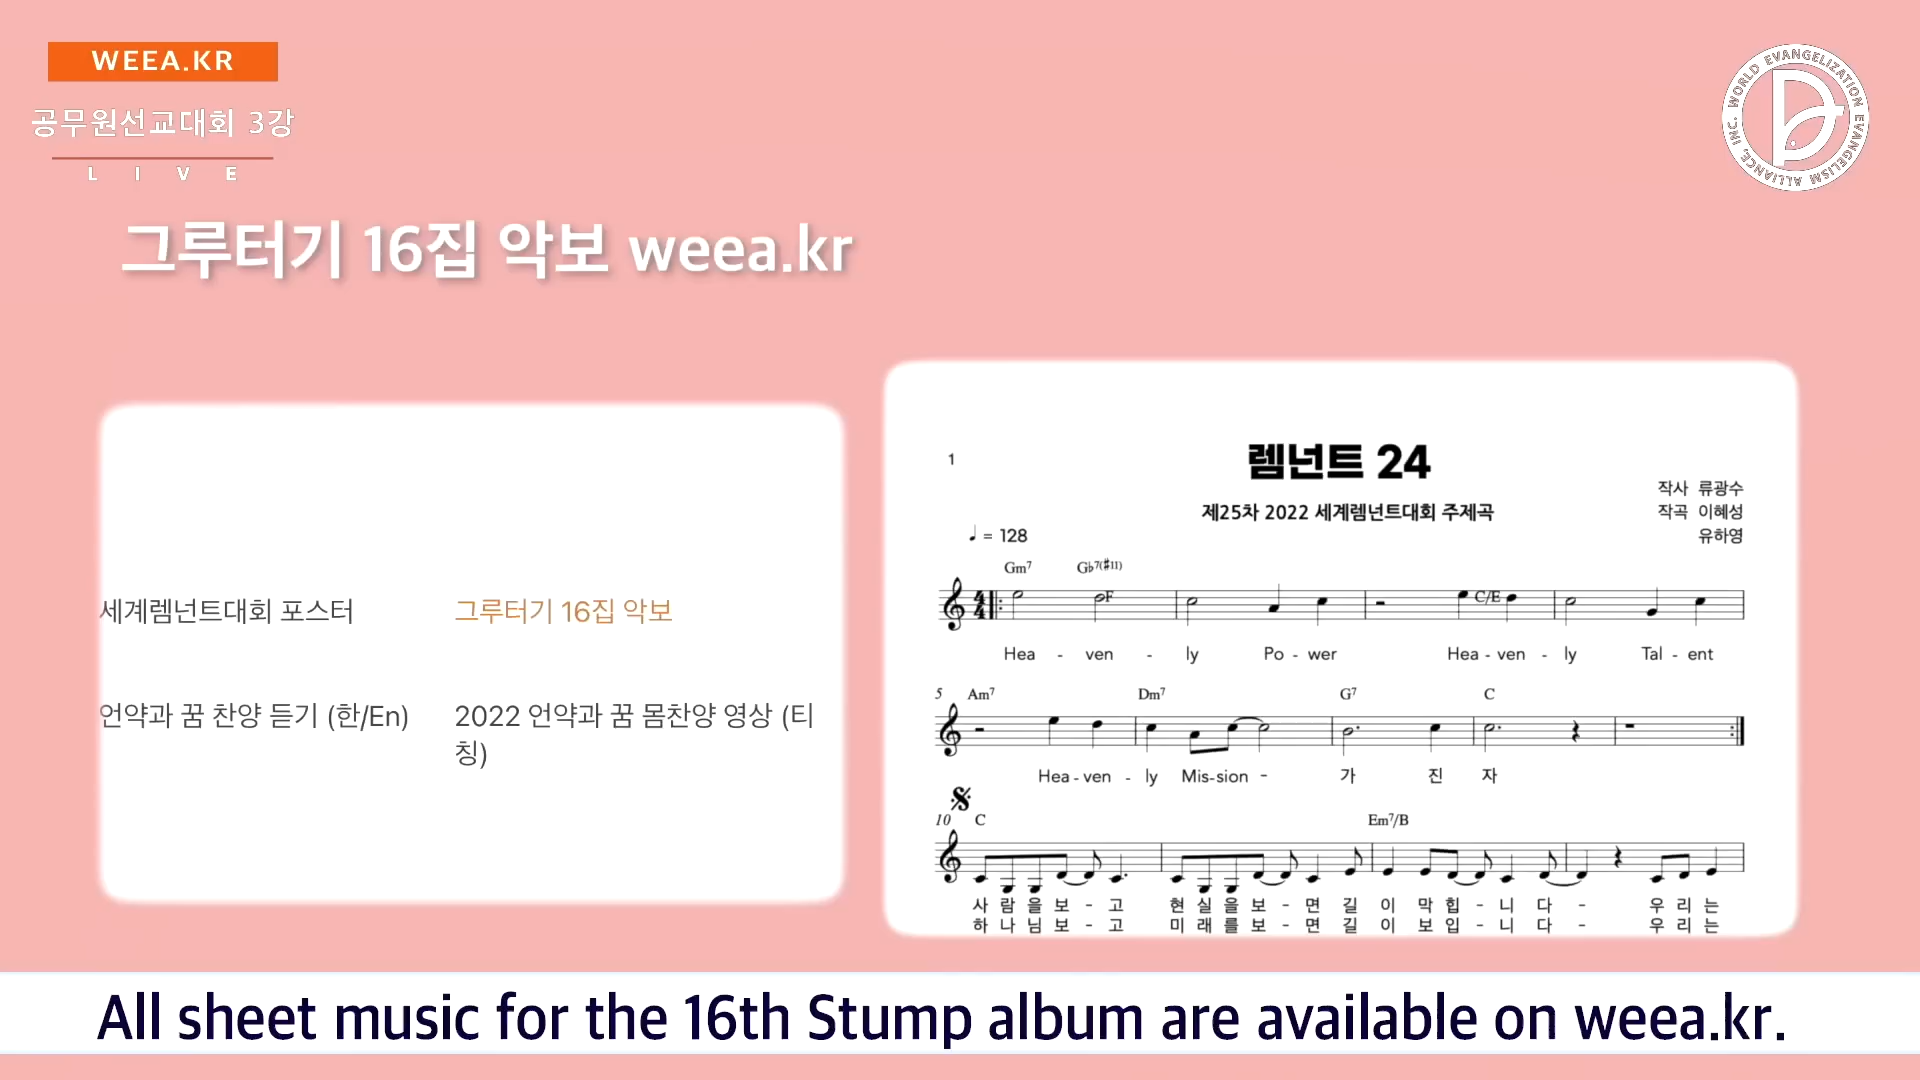 WEEA.KR
공무원선교대회 3강
LIVE
WORLD EVANGELIZATION EVANGELISM ALLIANCE, INC.
그루터기 16집 악보 weea.kr
세계렘넌트대회 포스터
그루터기 16집 악보
언약과 꿈 찬양 듣기 (한/En)
2022 언약과 꿈 몸찬양 영상 (티
칭)
1
렘넌트 24
제25차 2022 세계렘넌트대회 주제곡
작사 류광수
작곡 이혜성
유하영
♩ = 128
Gm7 Gb7(#11) F C/E
Hea - ven - ly Po - wer Hea - ven - ly Tal - ent
5 Am7 Dm7 G7 C
Hea - ven - ly Mis - sion - 가 진 자
10 C Em7/B
사 람 을 보 - 고 현 실 을 보 - 면 길 이 막 힙 - 니 다 - 우 리 는
하 나 님 보 - 고 미 래 를 보 - 면 길 이 보 입 - 니 다 - 우 리 는
All sheet music for the 16th Stump album are available on weea.kr.